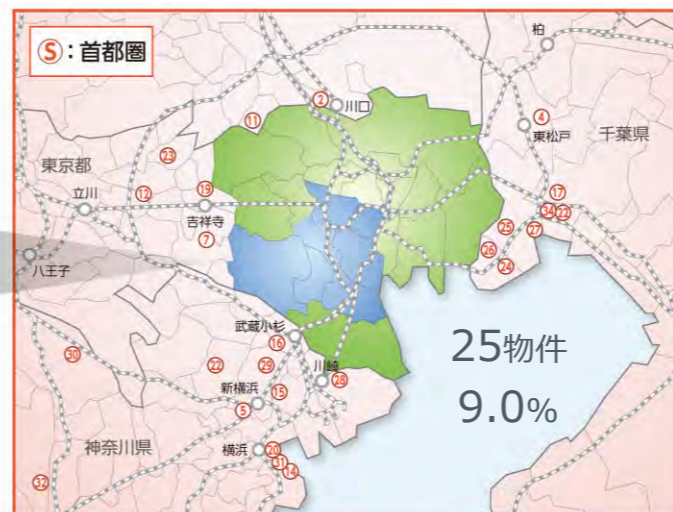 Ⓢ：首都圏
柏
②
川口
⑪
④
東松戸
千葉県
東京都
㉓
立川
⑫
⑲
吉祥寺
⑦
⑰
㉞
㉒
㉕
㉗
㉖
㉔
八王子
武蔵小杉
⑯
25物件
9.0%
㉚
㉒
㉙
川崎
㉘
新横浜
⑮
⑤
神奈川県
横浜
⑳
㉛
⑭
㉜